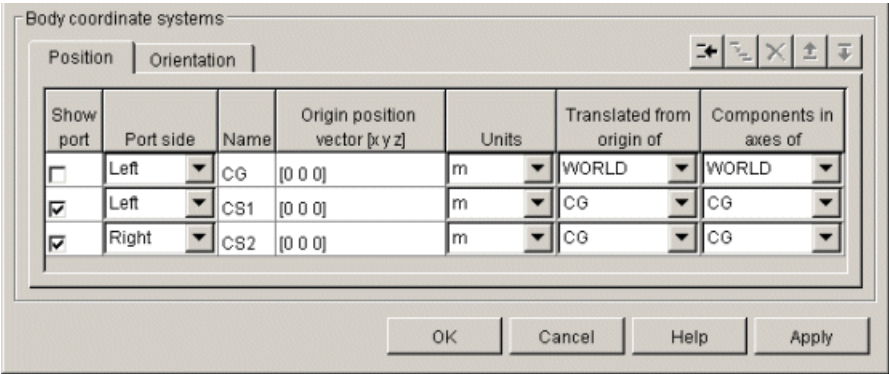 Body coordinate systems
Position Orientation
Show port Port side Name Origin position vector [x y z] Units Translated from origin of Components in axes of
Left CG [0 0 0] m WORLD WORLD
Left CS1 [0 0 0] m CG CG
Right CS2 [0 0 0] m CG CG
OK Cancel Help Apply